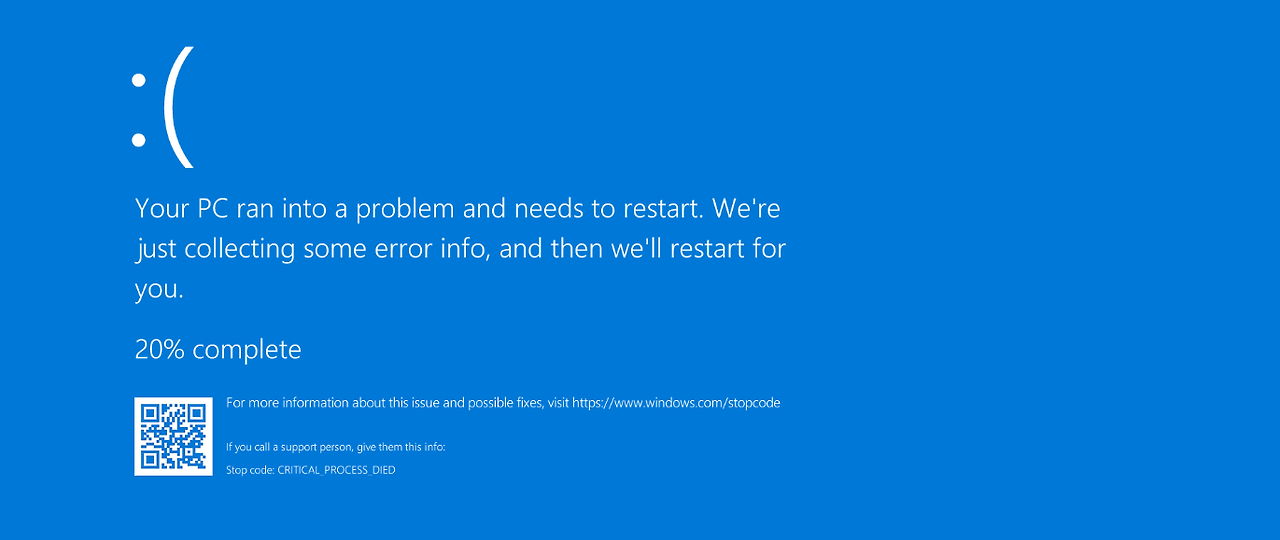 :(
Your PC ran into a problem and needs to restart. We're
just collecting some error info, and then we'll restart for
you.
20% complete
For more information about this issue and possible fixes, visit https://www.windows.com/stopcode
If you call a support person, give them this info:
Stop code: CRITICAL_PROCESS_DIED